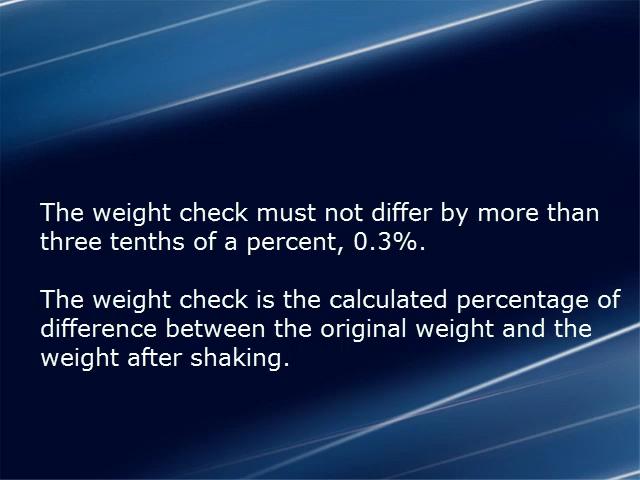 The weight check must not differ by more than
three tenths of a percent, 0.3%.
The weight check is the calculated percentage of
difference between the original weight and the
weight after shaking.